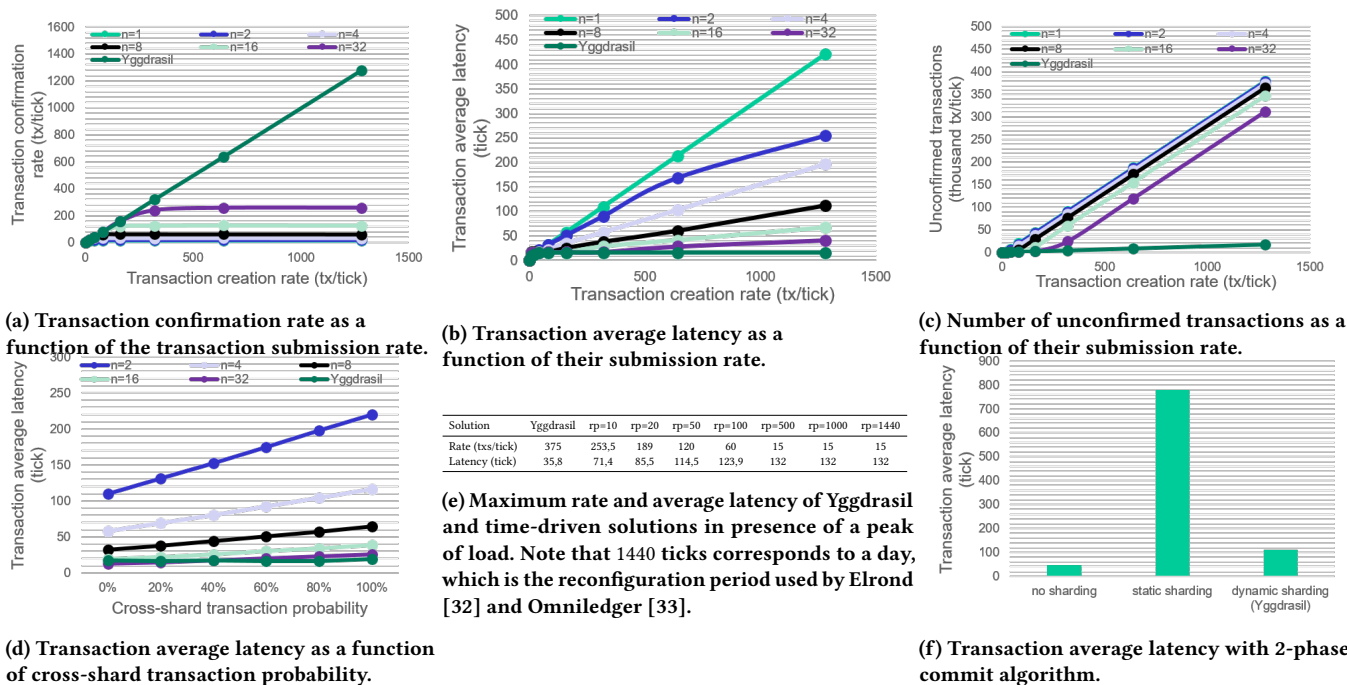 Transaction confirmation
rate (tx/tick)
1600
1400
1200
1000
800
600
400
200
0
n=1 n=2 n=4
n=8 n=16 n=32
Yggdrasil
0 500 1000 1500
Transaction creation rate (tx/tick)
(a) Transaction confirmation rate as a
function of the transaction submission rate.
Transaction average latency
(tick)
500
450
400
350
300
250
200
150
100
50
0
n=1 n=2 n=4
n=8 n=16 n=32
Yggdrasil
0 500 1000 1500
Transaction creation rate (tx/tick)
(b) Transaction average latency as a
function of their submission rate.
Unconfirmed transactions
(thousand tx/tick)
500
450
400
350
300
250
200
150
100
50
0
n=1 n=2 n=4
n=8 n=16 n=32
Yggdrasil
0 500 1000 1500
Transaction creation rate (tx/tick)
(c) Number of unconfirmed transactions as a
function of their submission rate.
Transaction average latency
(tick)
300
250
200
150
100
50
0
n=2 n=4 n=8
n=16 n=32 Yggdrasil
0% 20% 40% 60% 80% 100%
Cross-shard transaction probability
(d) Transaction average latency as a function
of cross-shard transaction probability.
Solution Yggdrasil rp=10 rp=20 rp=50 rp=100 rp=500 rp=1000 rp=1440
Rate (txs/tick) 375 253,5 189 120 60 15 15 15
Latency (tick) 35,8 71,4 85,5 114,5 123,9 132 132 132
(e) Maximum rate and average latency of Yggdrasil
and time-driven solutions in presence of a peak
of load. Note that 1440 ticks corresponds to a day,
which is the reconfiguration period used by Elrond
[32] and Omniledger [33].
Transaction average latency
(tick)
900
800
700
600
500
400
300
200
100
0
no sharding static sharding dynamic sharding
(Yggdrasil)
(f) Transaction average latency with 2-phase
commit algorithm.